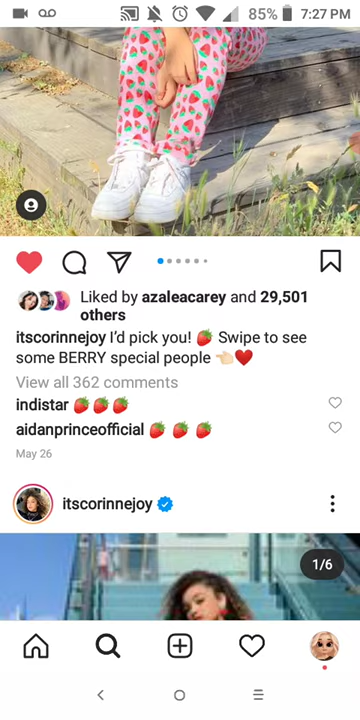 85% 7:27 PM
Liked by azaleacarey and 29,501
others
itscorinnejoy I'd pick you! 🍓 Swipe to see
some BERRY special people 👈🏻❤️
View all 362 comments
indistar 🍓🍓🍓
aidanprinceofficial 🍓 🍓 🍓
May 26
itscorinnejoy
1/6